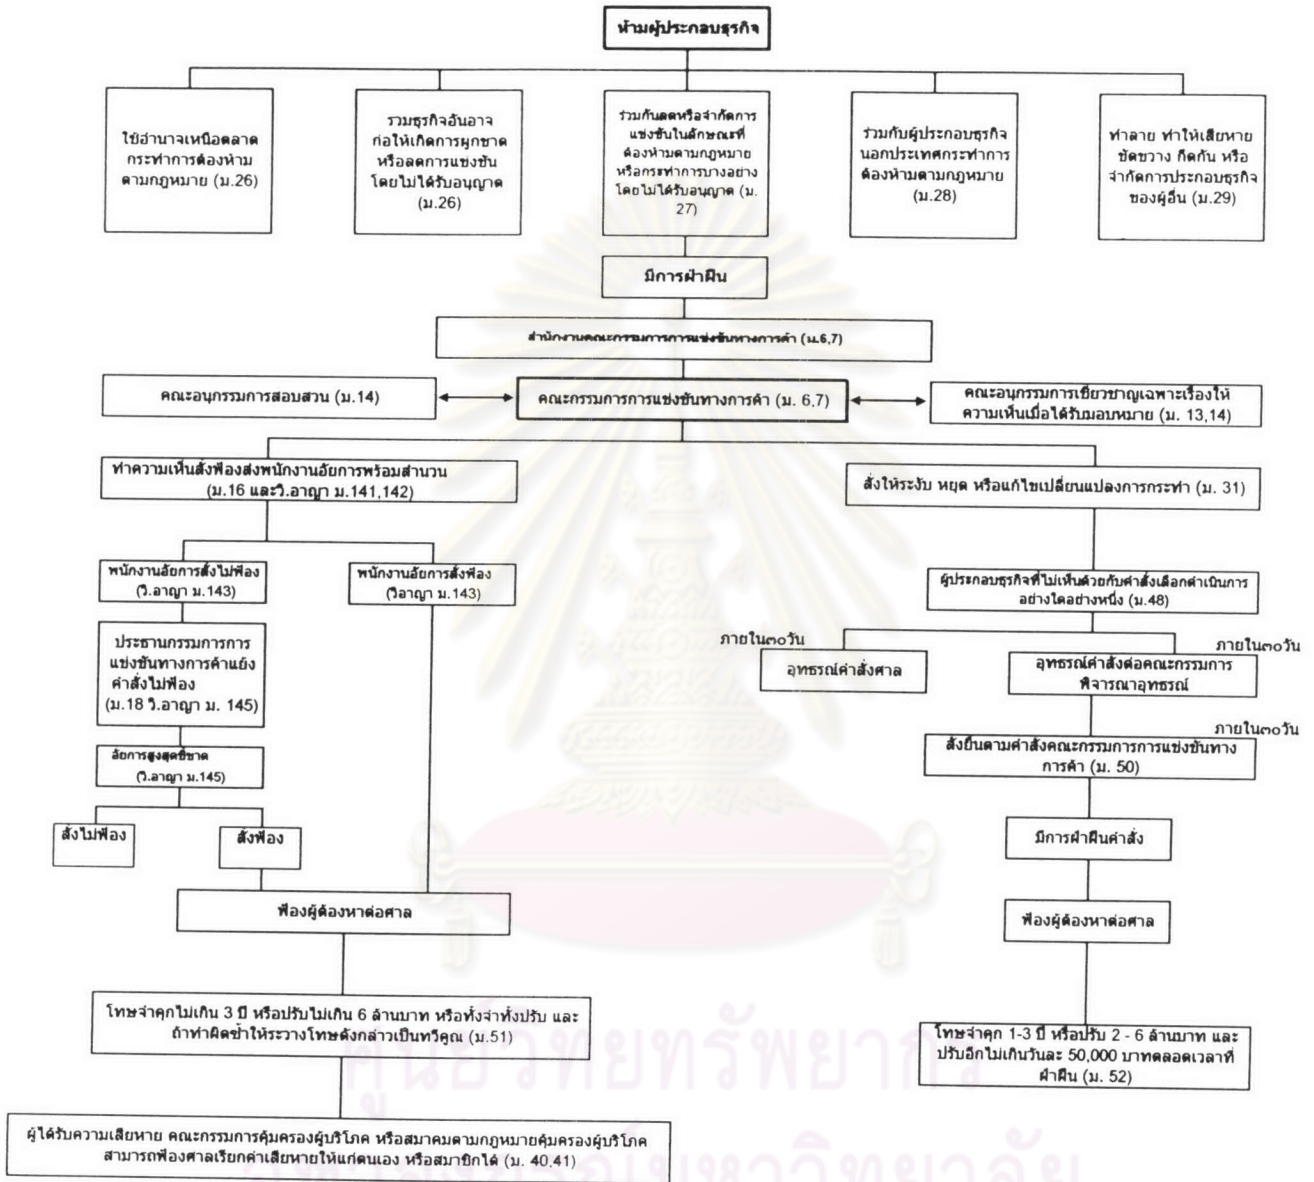 ห้ามผู้ประกอบธุรกิจ
ใช้อำนาจเหนือตลาด
กระทำการต้องห้าม
ตามกฎหมาย (ม.26)
รวมธุรกิจอันอาจ
ก่อให้เกิดการผูกขาด
หรือลดการแข่งขัน
โดยไม่ได้รับอนุญาต
(ม.26)
ร่วมกันลดหรือจำกัดการ
แข่งขันในลักษณะที่
ต้องห้ามตามกฎหมาย
หรือกระทำการบางอย่าง
โดยไม่ได้รับอนุญาต (ม.
27)
ร่วมกับผู้ประกอบธุรกิจ
นอกประเทศกระทำการ
ต้องห้ามตามกฎหมาย
(ม.28)
ทำลาย ทำให้เสียหาย
ขัดขวาง กีดกัน หรือ
จำกัดการประกอบธุรกิจ
ของผู้อื่น (ม.29)
มีการฝ่าฝืน
สำนักงานคณะกรรมการการแข่งขันทางการค้า (ม.6,7)
คณะอนุกรรมการสอบสวน (ม.14)
คณะกรรมการการแข่งขันทางการค้า (ม. 6,7)
คณะอนุกรรมการเชี่ยวชาญเฉพาะเรื่องให้
ความเห็นเมื่อได้รับมอบหมาย (ม. 13,14)
ทำความเห็นสั่งฟ้องส่งพนักงานอัยการพร้อมสำนวน
(ม.16 และวิ.อาญา ม.141,142)
สั่งให้ระงับ หยุด หรือแก้ไขเปลี่ยนแปลงการกระทำ (ม. 31)
พนักงานอัยการสั่งไม่ฟ้อง
(วิ.อาญา ม.143)
พนักงานอัยการสั่งฟ้อง
(วิอาญา ม.143)
ผู้ประกอบธุรกิจที่ไม่เห็นด้วยกับคำสั่งเลือกดำเนินการ
อย่างใดอย่างหนึ่ง (ม.48)
ประธานกรรมการการ
แข่งขันทางการค้าแย้ง
คำสั่งไม่ฟ้อง
(ม.18 วิ.อาญา ม. 145)
ภายใน๓๐วัน
อุทธรณ์คำสั่งศาล
ภายใน๓๐วัน
อุทธรณ์คำสั่งต่อคณะกรรมการ
พิจารณาอุทธรณ์
อัยการสูงสุดชี้ขาด
(วิ.อาญา ม.145)
ภายใน๓๐วัน
สั่งยืนตามคำสั่งคณะกรรมการการแข่งขันทาง
การค้า (ม. 50)
สั่งไม่ฟ้อง
สั่งฟ้อง
มีการฝ่าฝืนคำสั่ง
ฟ้องผู้ต้องหาต่อศาล
ฟ้องผู้ต้องหาต่อศาล
โทษจำคุกไม่เกิน 3 ปี หรือปรับไม่เกิน 6 ล้านบาท หรือทั้งจำทั้งปรับ และ
ถ้าทำผิดซ้ำให้ระวางโทษดังกล่าวเป็นทวีคูณ (ม.51)
โทษจำคุก 1-3 ปี หรือปรับ 2 - 6 ล้านบาท และ
ปรับอีกไม่เกินวันละ 50,000 บาทตลอดเวลาที่
ฝ่าฝืน (ม. 52)
ศูนย์วิทยทรัพยากร
ผู้ได้รับความเสียหาย คณะกรรมการคุ้มครองผู้บริโภค หรือสมาคมตามกฎหมายคุ้มครองผู้บริโภค
สามารถฟ้องศาลเรียกค่าเสียหายให้แก่ตนเอง หรือสมาชิกได้ (ม. 40,41)
จุฬาลงกรณ์มหาวิทยาลัย